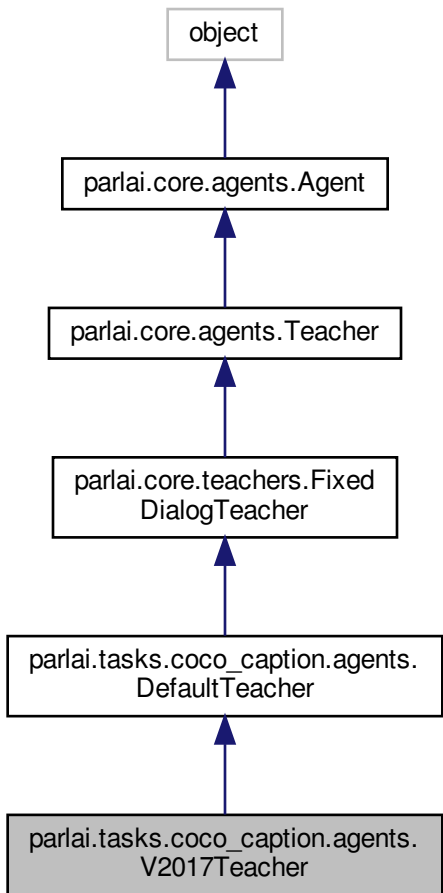 object
parlai.core.agents.Agent
parlai.core.agents.Teacher
parlai.core.teachers.Fixed
DialogTeacher
parlai.tasks.coco_caption.agents.
DefaultTeacher
parlai.tasks.coco_caption.agents.
V2017Teacher